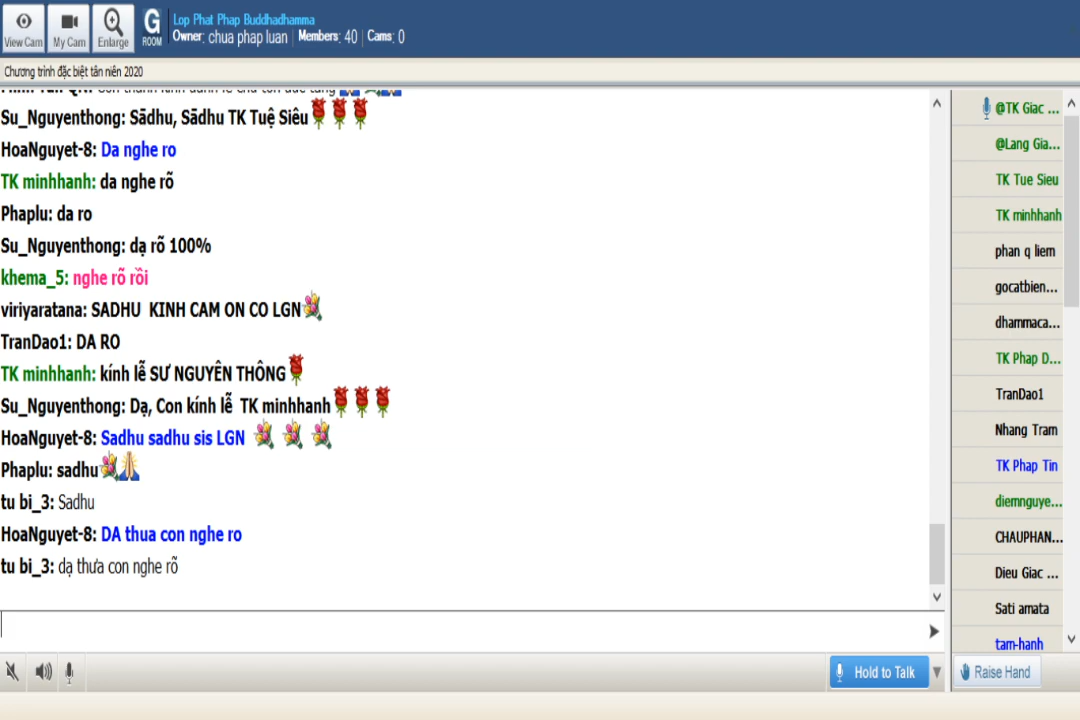 View Cam
My Cam
Enlarge
G ROOM
Lop Phat Phap Buddhadhamma
Owner: chua phap luan | Members: 40 | Cams: 0
Chương trình đặc biệt tân niên 2020
Su_Nguyenthong: Sādhu, Sādhu TK Tuệ Siêu
HoaNguyet-8: Da nghe ro
TK minhhanh: da nghe rõ
Phaplu: da ro
Su_Nguyenthong: dạ rõ 100%
khema_5: nghe rõ rồi
viriyaratana: SADHU KINH CAM ON CO LGN
TranDao1: DA RO
TK minhhanh: kính lễ SƯ NGUYÊN THÔNG
Su_Nguyenthong: Dạ, Con kính lễ TK minhhanh
HoaNguyet-8: Sadhu sadhu sis LGN
Phaplu: sadhu
tu bi_3: Sadhu
HoaNguyet-8: DA thua con nghe ro
tu bi_3: dạ thưa con nghe rõ
@TK Giac ...
@Lang Gia...
TK Tue Sieu
TK minhhanh
phan q liem
gocatbien...
dhammaca...
TK Phap D...
TranDao1
Nhang Tram
TK Phap Tin
diemnguye...
CHAUPHAN...
Dieu Giac ...
Sati amata
tam-hanh
Hold to Talk
Raise Hand